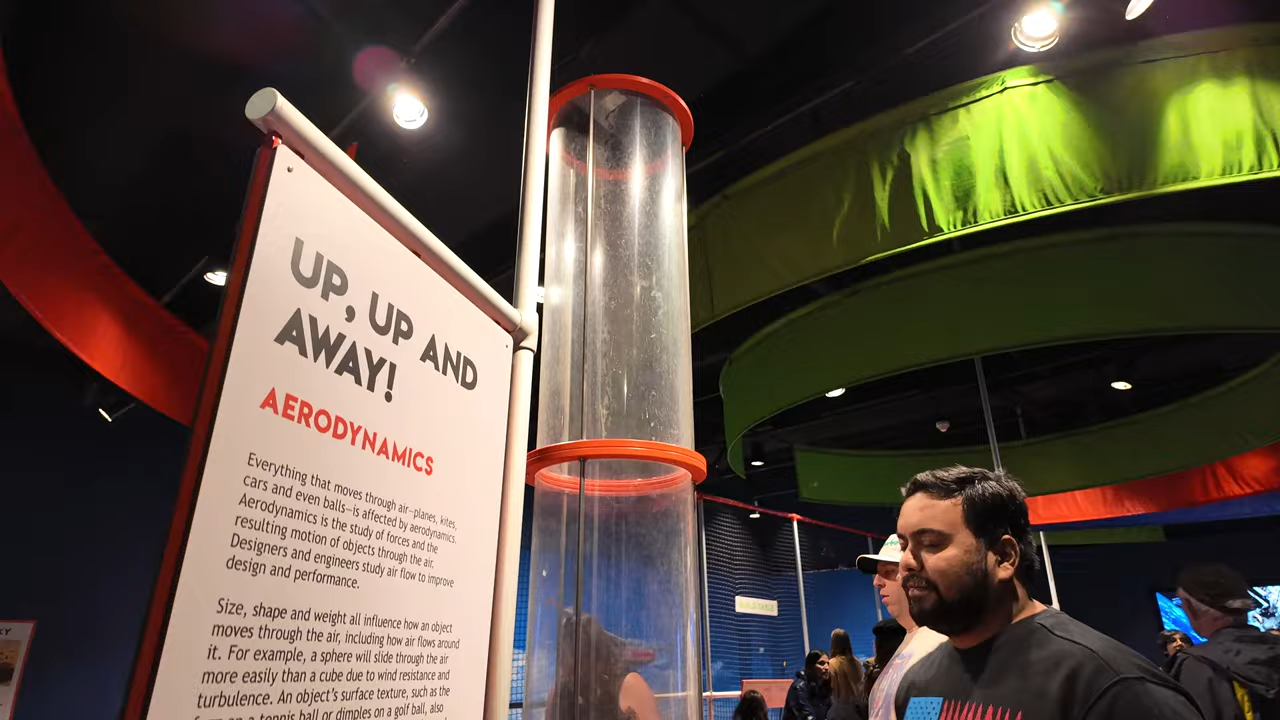 UP, UP AND
AWAY!
AERODYNAMICS
Everything that moves through air—planes, kites,
cars and even balls—is affected by aerodynamics.
Aerodynamics is the study of forces and the
resulting motion of objects through the air.
Designers and engineers study air flow to improve
design and performance.
Size, shape and weight all influence how an object
moves through the air, including how air flows around
it. For example, a sphere will slide through the air
more easily than a cube due to wind resistance and
turbulence. An object's surface texture, such as the
fuzz on a tennis ball or dimples on a golf ball, also